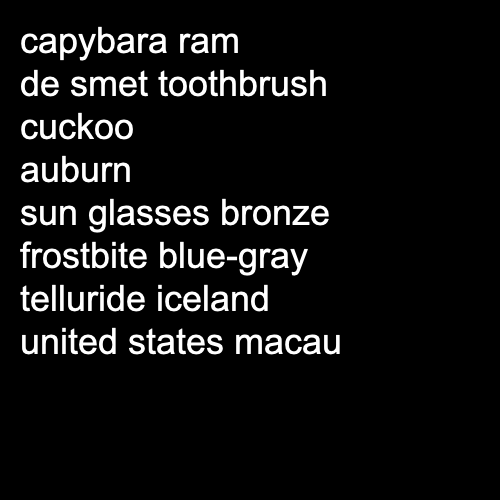 capybara ram
de smet toothbrush
cuckoo
auburn
sun glasses bronze
frostbite blue-gray
telluride iceland
united states macau